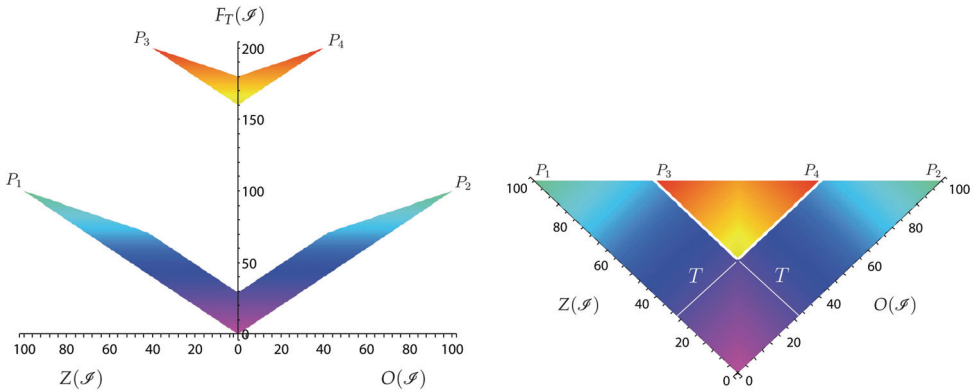 F_T(𝓘)
P_3 P_4
200
150
P_1 P_2
100
50
0
100 80 60 40 20 0 20 40 60 80 100
Z(𝓘) O(𝓘)
P_1 P_3 P_4 P_2
100 100
80 80
60 60
T T
Z(𝓘) 40 40 O(𝓘)
20 20
0 0